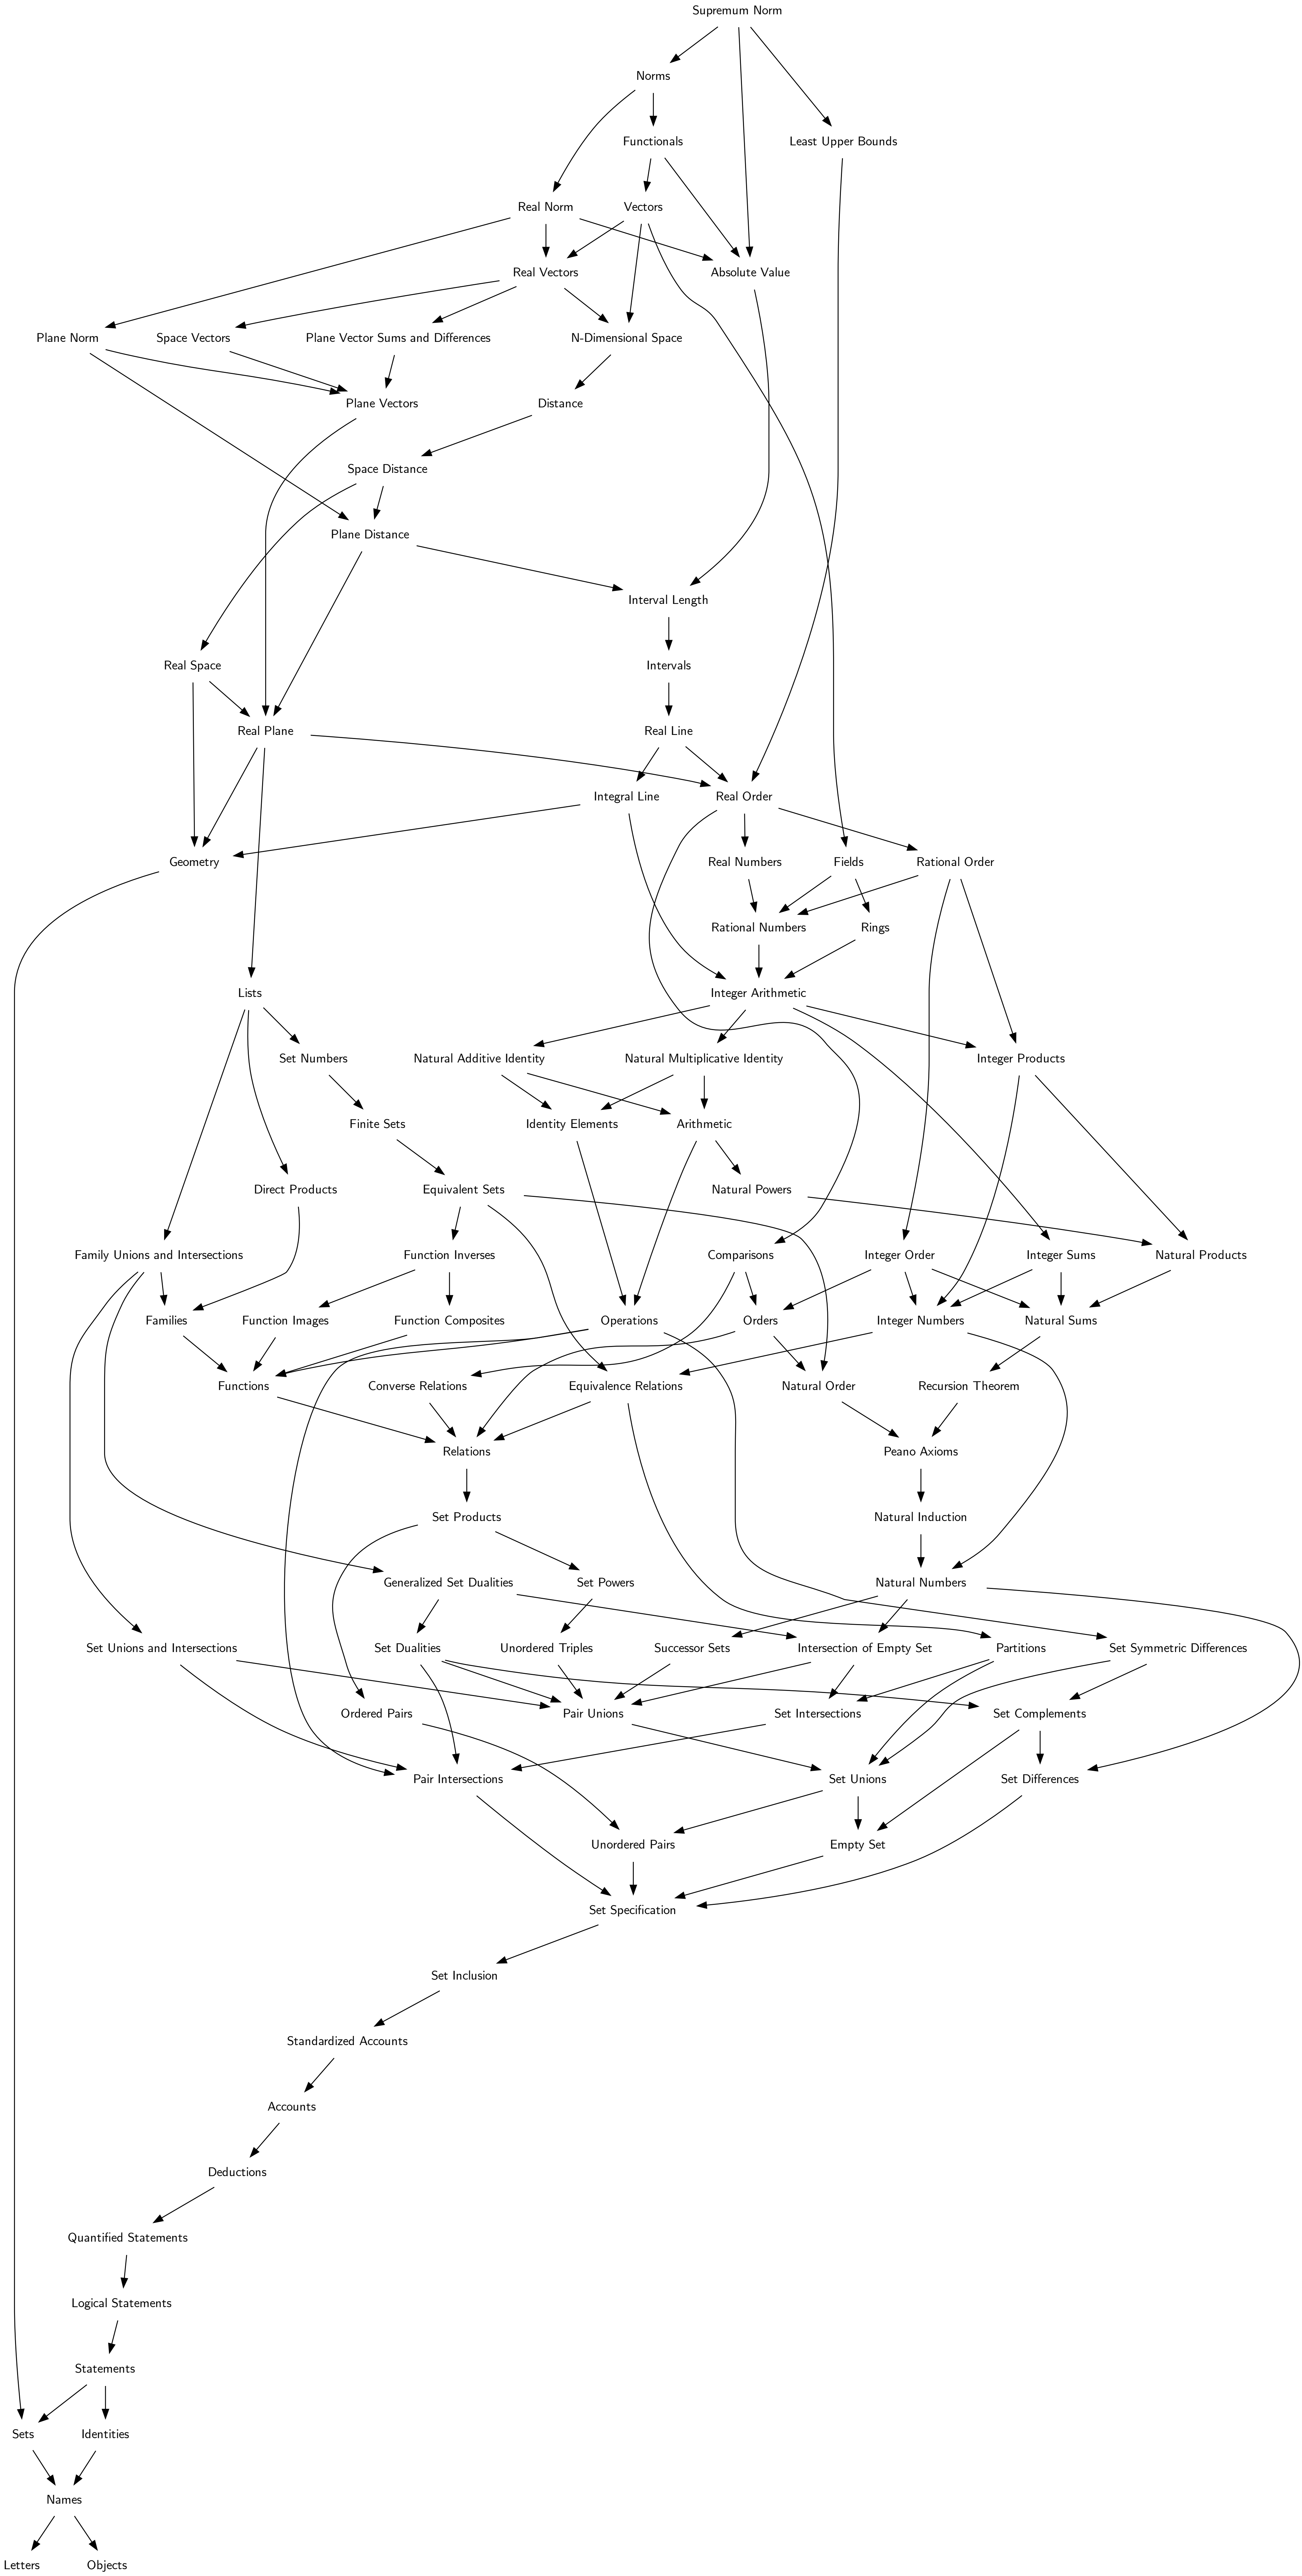 Supremum Norm
Norms
Functionals
Least Upper Bounds
Real Norm
Vectors
Real Vectors
Absolute Value
Plane Norm
Space Vectors
Plane Vector Sums and Differences
N-Dimensional Space
Plane Vectors
Distance
Space Distance
Plane Distance
Interval Length
Real Space
Intervals
Real Plane
Real Line
Integral Line
Real Order
Geometry
Real Numbers
Fields
Rational Order
Rational Numbers
Rings
Lists
Integer Arithmetic
Set Numbers
Natural Additive Identity
Natural Multiplicative Identity
Integer Products
Finite Sets
Identity Elements
Arithmetic
Direct Products
Equivalent Sets
Natural Powers
Family Unions and Intersections
Function Inverses
Comparisons
Integer Order
Integer Sums
Natural Products
Families
Function Images
Function Composites
Operations
Orders
Integer Numbers
Natural Sums
Functions
Converse Relations
Equivalence Relations
Natural Order
Recursion Theorem
Relations
Peano Axioms
Set Products
Natural Induction
Generalized Set Dualities
Set Powers
Natural Numbers
Set Unions and Intersections
Set Dualities
Unordered Triples
Successor Sets
Intersection of Empty Set
Partitions
Set Symmetric Differences
Ordered Pairs
Pair Unions
Set Intersections
Set Complements
Pair Intersections
Set Unions
Set Differences
Unordered Pairs
Empty Set
Set Specification
Set Inclusion
Standardized Accounts
Accounts
Deductions
Quantified Statements
Logical Statements
Statements
Sets
Identities
Names
Letters
Objects